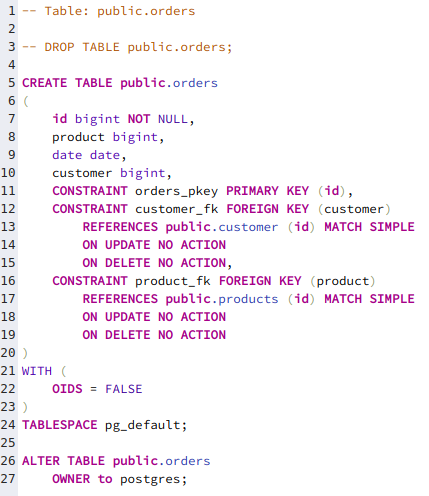 1 -- Table: public.orders
2
3 -- DROP TABLE public.orders;
4
5 CREATE TABLE public.orders
6 (
7     id bigint NOT NULL,
8     product bigint,
9     date date,
10     customer bigint,
11     CONSTRAINT orders_pkey PRIMARY KEY (id),
12     CONSTRAINT customer_fk FOREIGN KEY (customer)
13         REFERENCES public.customer (id) MATCH SIMPLE
14         ON UPDATE NO ACTION
15         ON DELETE NO ACTION,
16     CONSTRAINT product_fk FOREIGN KEY (product)
17         REFERENCES public.products (id) MATCH SIMPLE
18         ON UPDATE NO ACTION
19         ON DELETE NO ACTION
20 )
21 WITH (
22     OIDS = FALSE
23 )
24 TABLESPACE pg_default;
25
26 ALTER TABLE public.orders
27     OWNER to postgres;